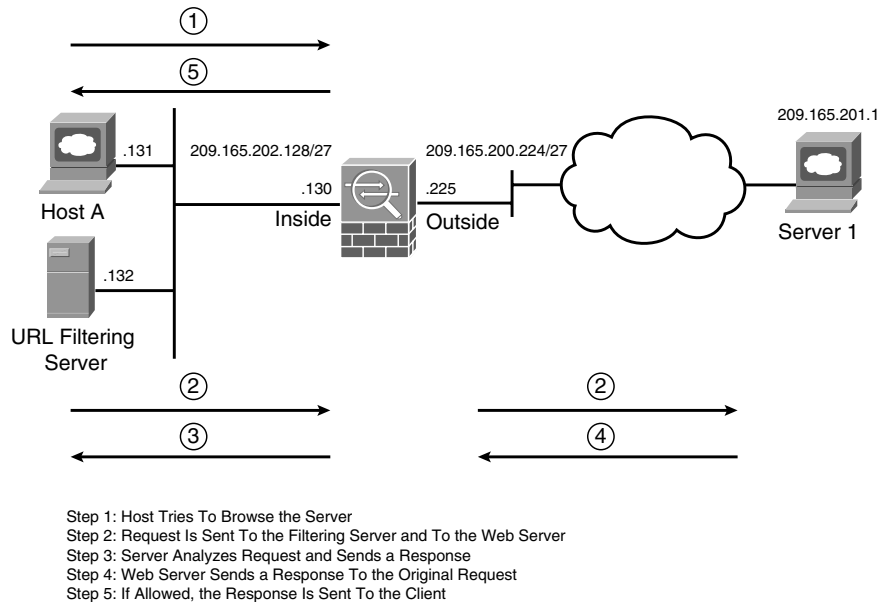 1
5
209.165.201.1
.131
209.165.202.128/27
209.165.200.224/27
.130
.225
Host A
Inside
Outside
Server 1
.132
URL Filtering
Server
2
2
3
4
Step 1: Host Tries To Browse the Server
Step 2: Request Is Sent To the Filtering Server and To the Web Server
Step 3: Server Analyzes Request and Sends a Response
Step 4: Web Server Sends a Response To the Original Request
Step 5: If Allowed, the Response Is Sent To the Client